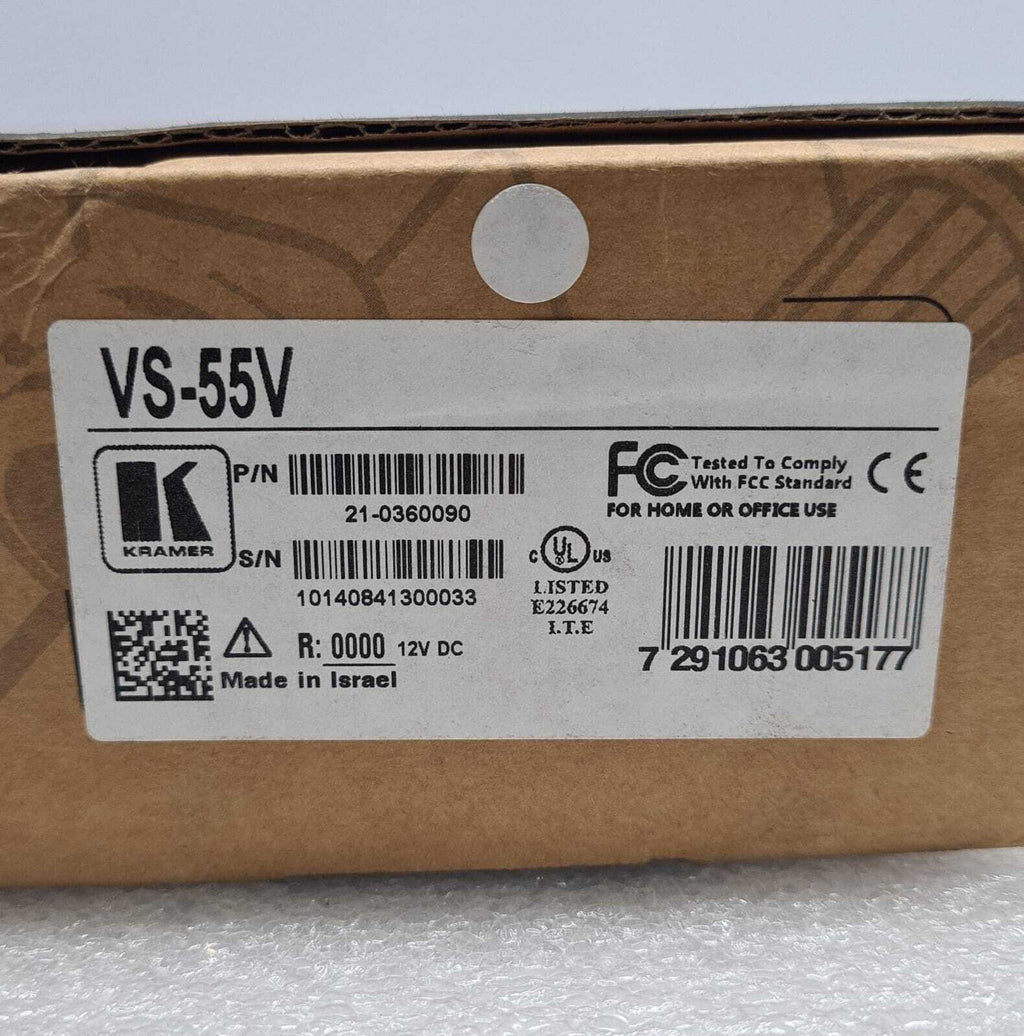 VS-55V
KRAMER
P/N
21-0360090
S/N
10140841300033
R: 0000 12V DC
Made in Israel
FC Tested To Comply
With FCC Standard
CE
FOR HOME OR OFFICE USE
C UL US
LISTED
E226674
I.T.E
7 291063 005177